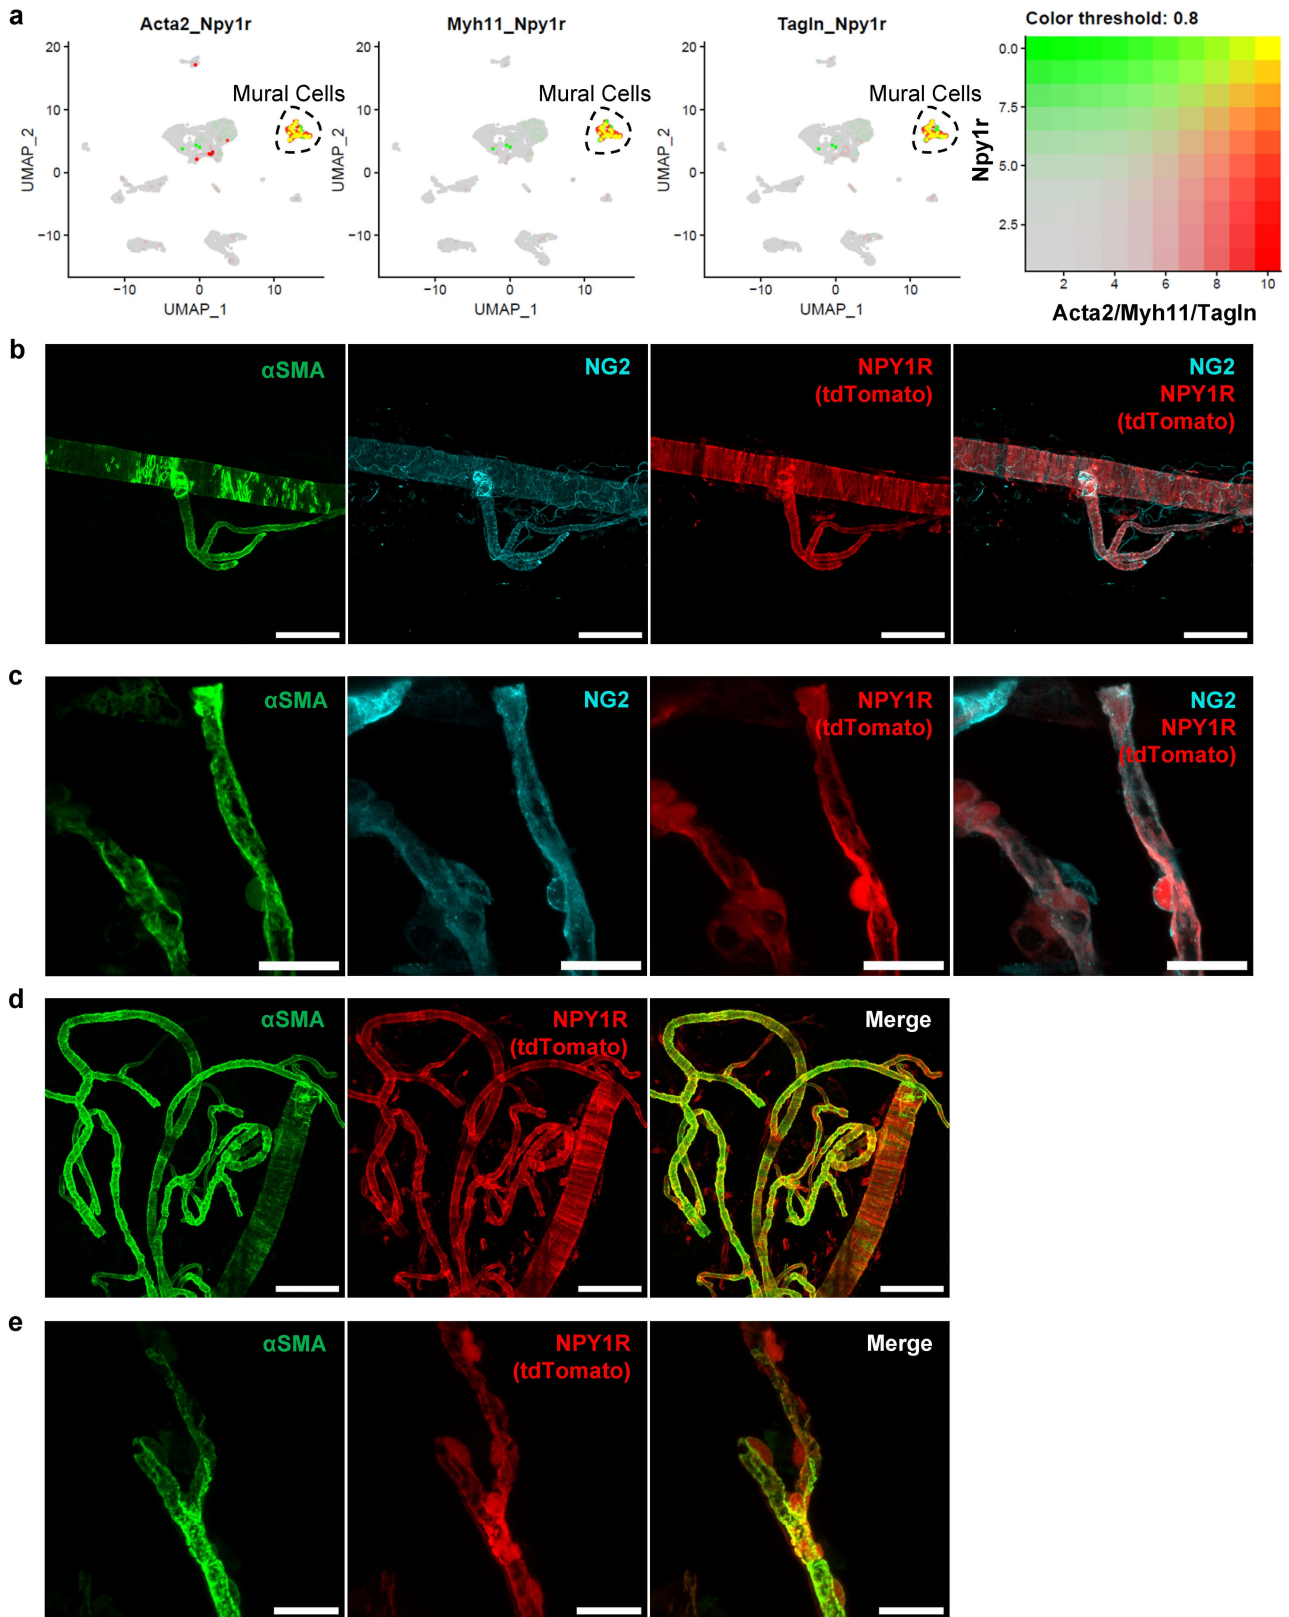 a
Acta2_Npy1r
Myh11_Npy1r
Tagln_Npy1r
Color threshold: 0.8
20
10
0
−10
UMAP_2
Mural Cells
−10
0
10
UMAP_1
20
10
0
−10
UMAP_2
Mural Cells
−10
0
10
UMAP_1
20
10
0
−10
UMAP_2
Mural Cells
−10
0
10
UMAP_1
0.0
7.5
5.0
2.5
Npy1r
2
4
6
8
10
Acta2/Myh11/Tagln
b
αSMA
NG2
NPY1R
(tdTomato)
NG2
NPY1R
(tdTomato)
c
αSMA
NG2
NPY1R
(tdTomato)
NG2
NPY1R
(tdTomato)
d
αSMA
NPY1R
(tdTomato)
Merge
e
αSMA
NPY1R
(tdTomato)
Merge